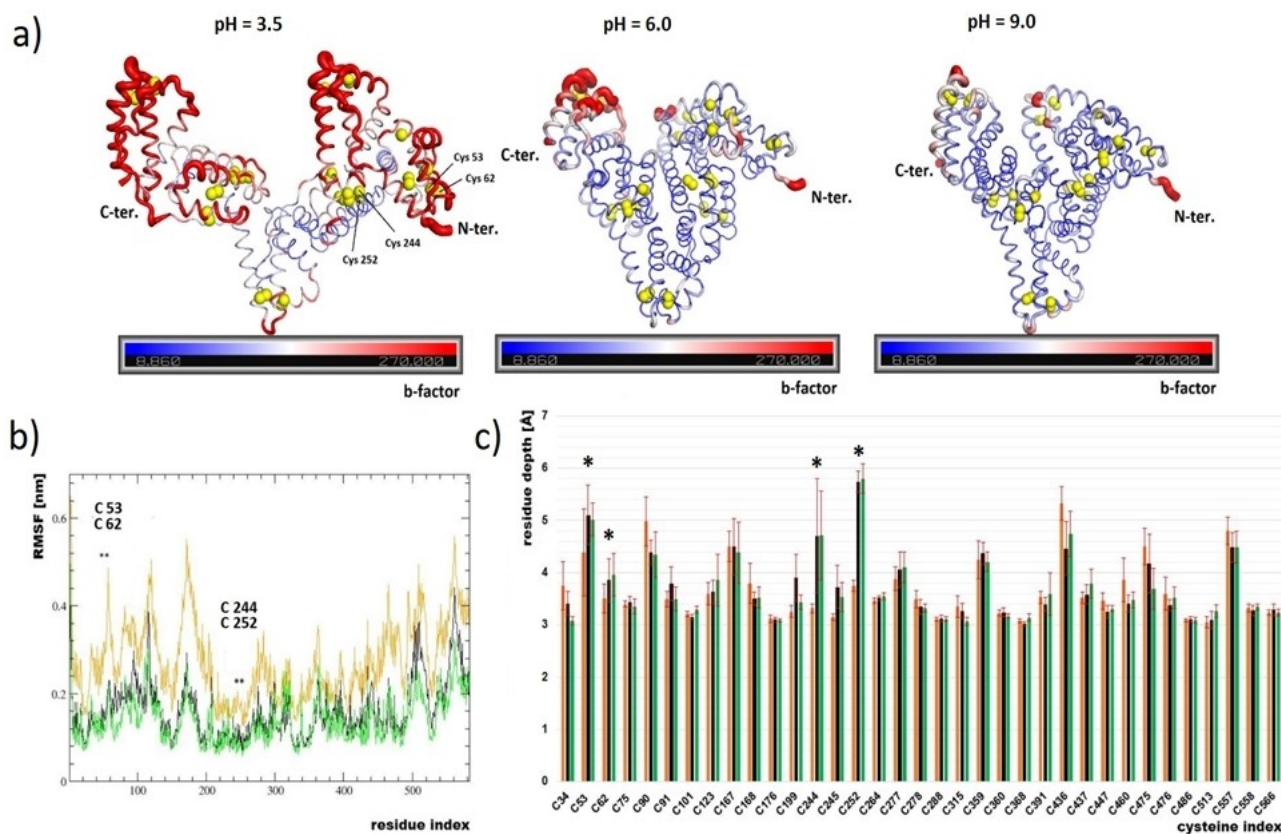 a)
pH = 3.5
pH = 6.0
pH = 9.0
Cys 53
Cys 62
C-ter.
N-ter.
Cys 244
Cys 252
C-ter.
N-ter.
C-ter.
N-ter.
8.860 270.000
b-factor
8.860 270.000
b-factor
8.860 270.000
b-factor
b)
RMSF [nm]
0.6
0.4
0.2
0
C 53
C 62
**
C 244
C 252
**
100 200 300 400 500
residue index
c)
residue depth [Å]
7
6
5
4
3
2
1
0
* * * *
C34 C53 C62 C75 C90 C91 C101 C123 C167 C168 C176 C199 C244 C245 C252 C264 C277 C278 C288 C315 C359 C360 C368 C391 C436 C437 C447 C460 C475 C476 C486 C513 C557 C558 C566
cysteine index